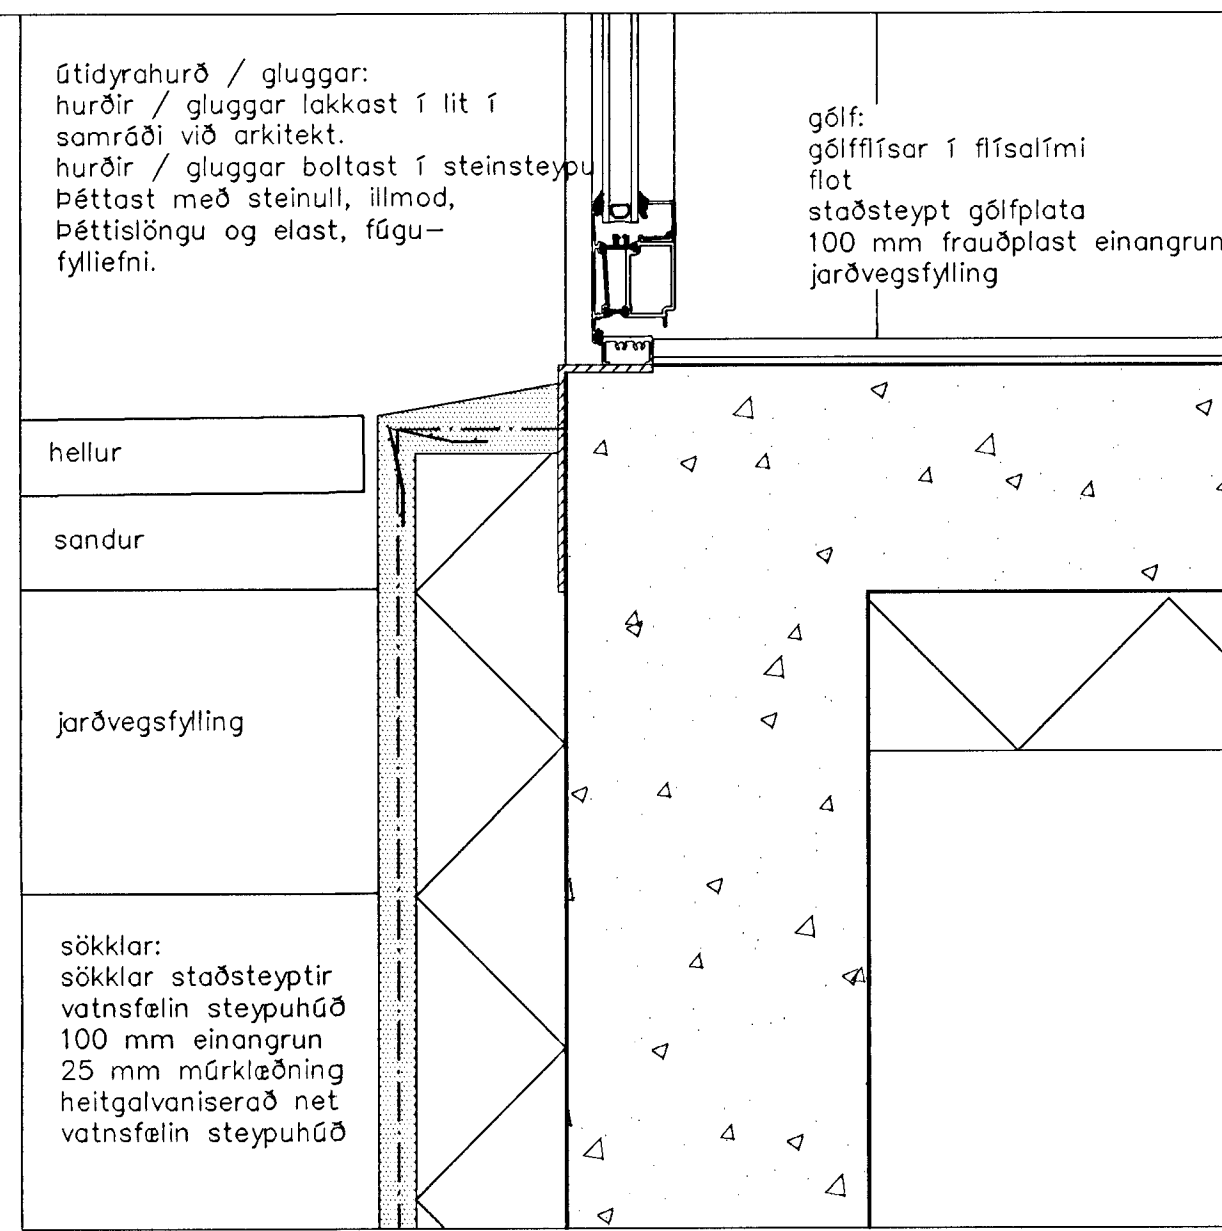 útidyrahurð / gluggar:
hurðir / gluggar lakkast í lit í
samráði við arkitekt.
hurðir / gluggar boltast í steinsteypu
Þéttast með steinull, illmod,
Þéttislöngu og elast, fúgu-
fylliefni.
gólf:
gólfflísar í flísalími
flot
staðsteypt gólfplata
100 mm frauðplast einangrun
jarðvegsfylling
hellur
sandur
jarðvegsfylling
sökklar:
sökklar staðsteyptir
vatnsfælin steypuhúð
100 mm einangrun
25 mm múrklæðning
heitgalvaniserað net
vatnsfælin steypuhúð